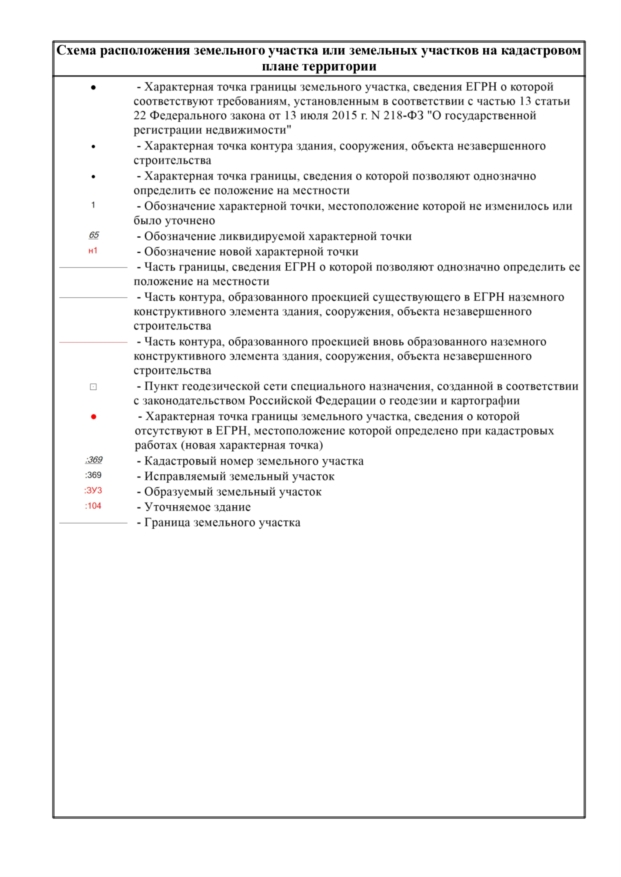 Схема расположения земельного участка или земельных участков на кадастровом
плане территории
- Характерная точка границы земельного участка, сведения ЕГРН о которой
соответствуют требованиям, установленным в соответствии с частью 13 статьи
22 Федерального закона от 13 июля 2015 г. N 218-ФЗ "О государственной
регистрации недвижимости"
- Характерная точка контура здания, сооружения, объекта незавершенного
строительства
- Характерная точка границы, сведения о которой позволяют однозначно
определить ее положение на местности
1 - Обозначение характерной точки, местоположение которой не изменилось или
было уточнено
65 - Обозначение ликвидируемой характерной точки
н1 - Обозначение новой характерной точки
- Часть границы, сведения ЕГРН о которой позволяют однозначно определить ее
положение на местности
- Часть контура, образованного проекцией существующего в ЕГРН наземного
конструктивного элемента здания, сооружения, объекта незавершенного
строительства
- Часть контура, образованного проекцией вновь образованного наземного
конструктивного элемента здания, сооружения, объекта незавершенного
строительства
- Пункт геодезической сети специального назначения, созданной в соответствии
с законодательством Российской Федерации о геодезии и картографии
- Характерная точка границы земельного участка, сведения о которой
отсутствуют в ЕГРН, местоположение которой определено при кадастровых
работах (новая характерная точка)
:369 - Кадастровый номер земельного участка
:369 - Исправляемый земельный участок
:ЗУ3 - Образуемый земельный участок
:104 - Уточняемое здание
- Граница земельного участка